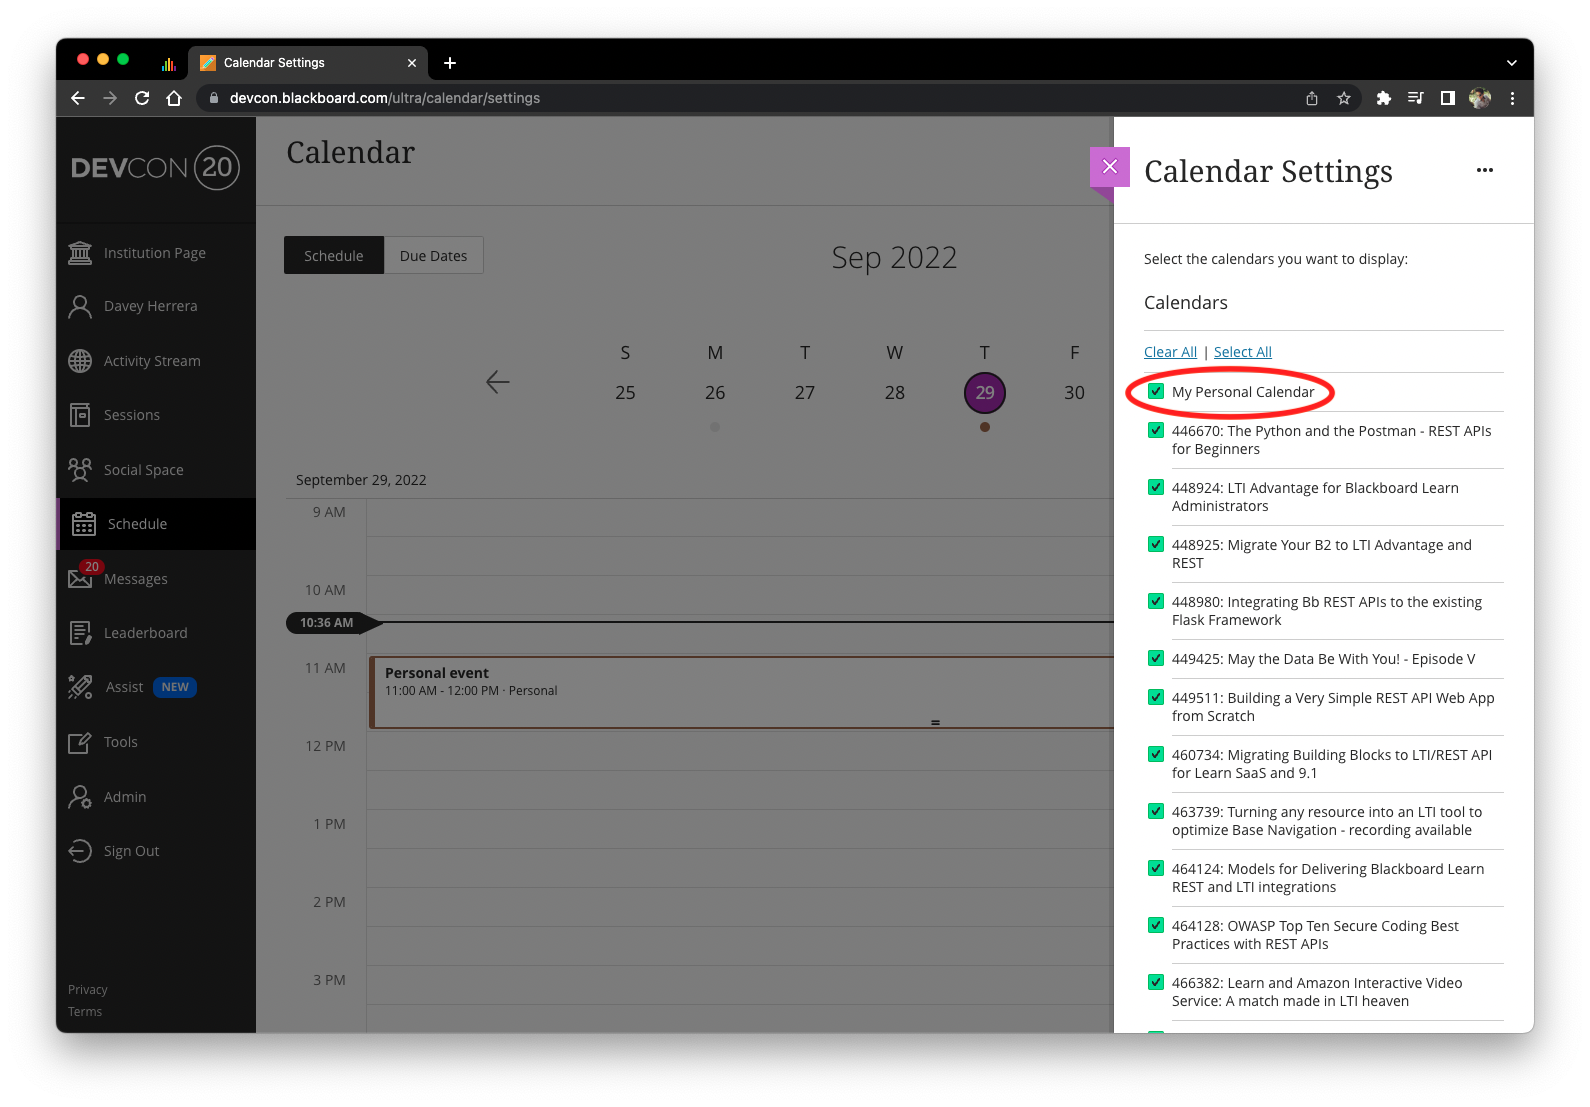 Calendar Settings
devcon.blackboard.com/ultra/calendar/settings
DEVCON 20
Institution Page
Davey Herrera
Activity Stream
Sessions
Social Space
Schedule
20
Messages
Leaderboard
Assist NEW
Tools
Admin
Sign Out
Privacy
Terms
Calendar
Schedule Due Dates
Sep 2022
S M T W T F
25 26 27 28 29 30
September 29, 2022
9 AM
10 AM
10:36 AM
11 AM
Personal event
11:00 AM - 12:00 PM · Personal
12 PM
1 PM
2 PM
3 PM
Calendar Settings
Select the calendars you want to display:
Calendars
Clear All | Select All
My Personal Calendar
446670: The Python and the Postman - REST APIs
for Beginners
448924: LTI Advantage for Blackboard Learn
Administrators
448925: Migrate Your B2 to LTI Advantage and
REST
448980: Integrating Bb REST APIs to the existing
Flask Framework
449425: May the Data Be With You! - Episode V
449511: Building a Very Simple REST API Web App
from Scratch
460734: Migrating Building Blocks to LTI/REST API
for Learn SaaS and 9.1
463739: Turning any resource into an LTI tool to
optimize Base Navigation - recording available
464124: Models for Delivering Blackboard Learn
REST and LTI integrations
464128: OWASP Top Ten Secure Coding Best
Practices with REST APIs
466382: Learn and Amazon Interactive Video
Service: A match made in LTI heaven